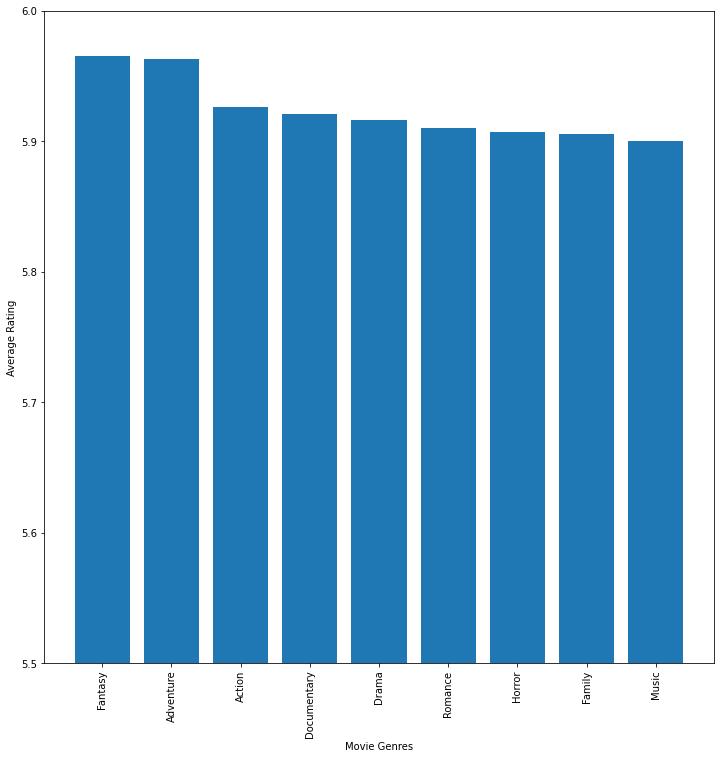 6.0
5.9
5.8
5.7
5.6
5.5
Average Rating
Fantasy
Adventure
Action
Documentary
Drama
Romance
Horror
Family
Music
Movie Genres